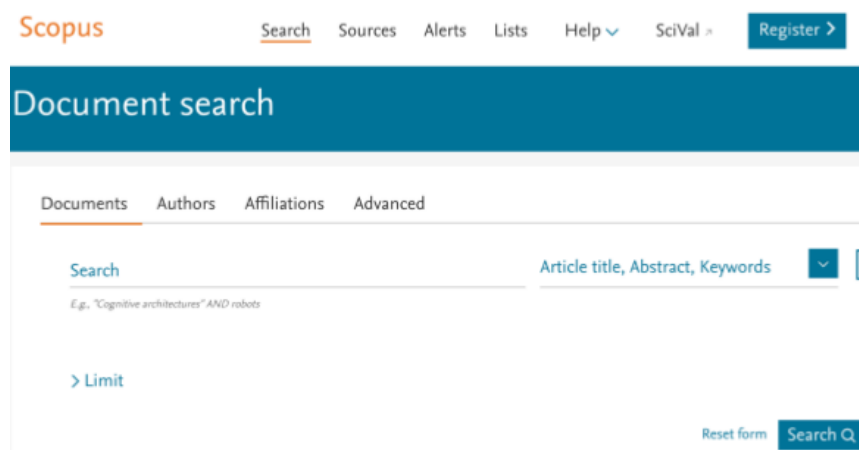 Scopus Search Sources Alerts Lists Help SciVal Register
Document search
Documents Authors Affiliations Advanced
Search Article title, Abstract, Keywords
E.g., "Cognitive architectures" AND robots
Limit
Reset form Search